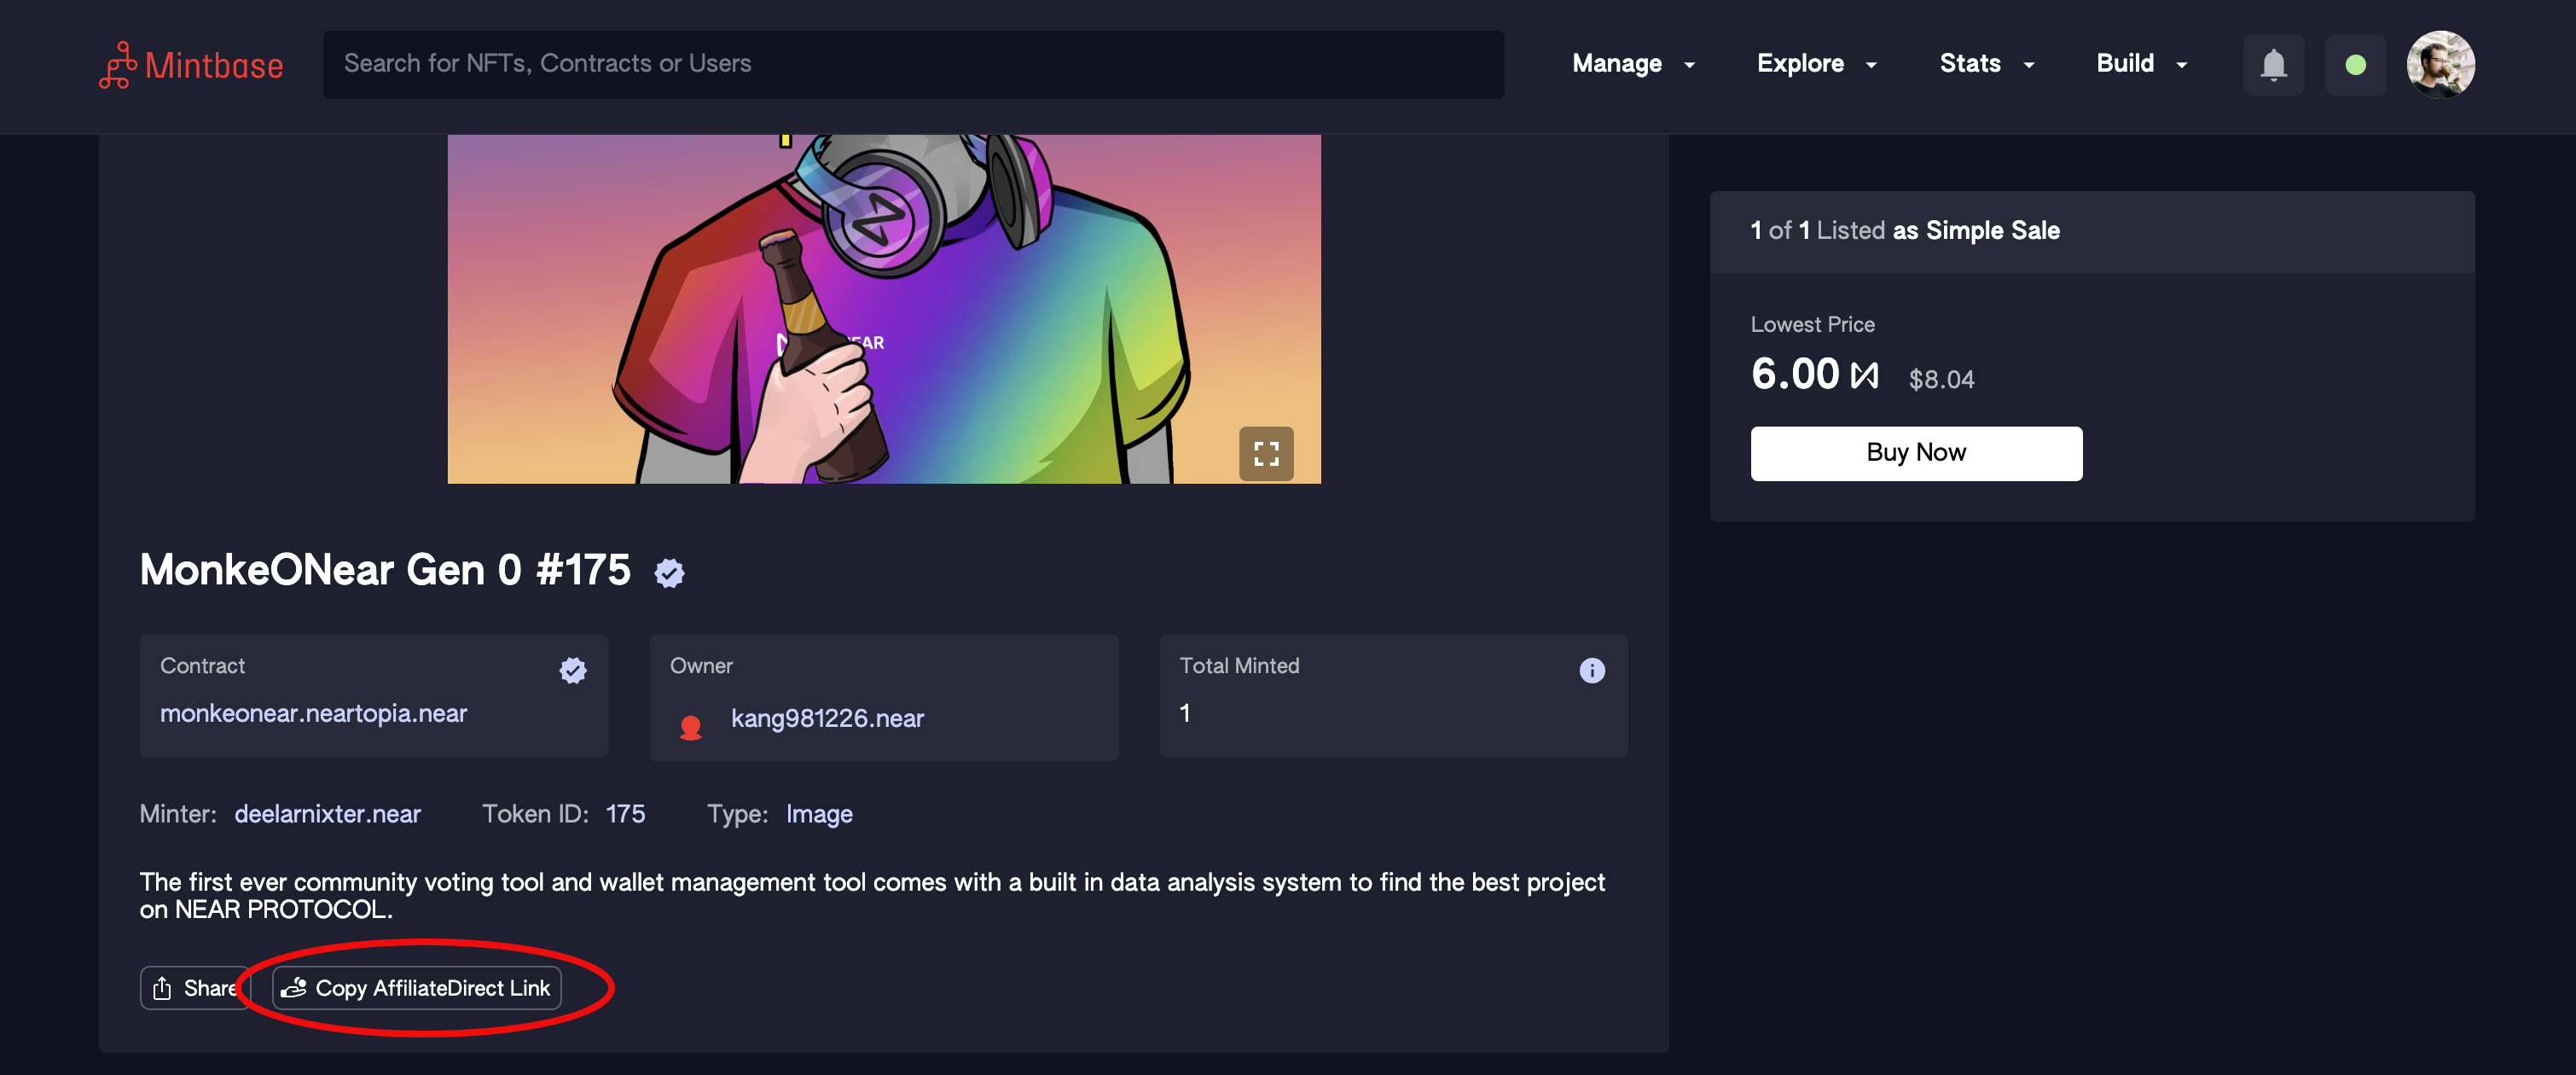 Mintbase
Search for NFTs, Contracts or Users
Manage
Explore
Stats
Build
1 of 1 Listed as Simple Sale
Lowest Price
6.00 $8.04
Buy Now
MonkeONear Gen 0 #175
Contract
monkeonear.neartopia.near
Owner
kang981226.near
Total Minted
1
Minter: deelarnixter.near Token ID: 175 Type: Image
The first ever community voting tool and wallet management tool comes with a built in data analysis system to find the best project
on NEAR PROTOCOL.
Share
Copy AffiliateDirect Link